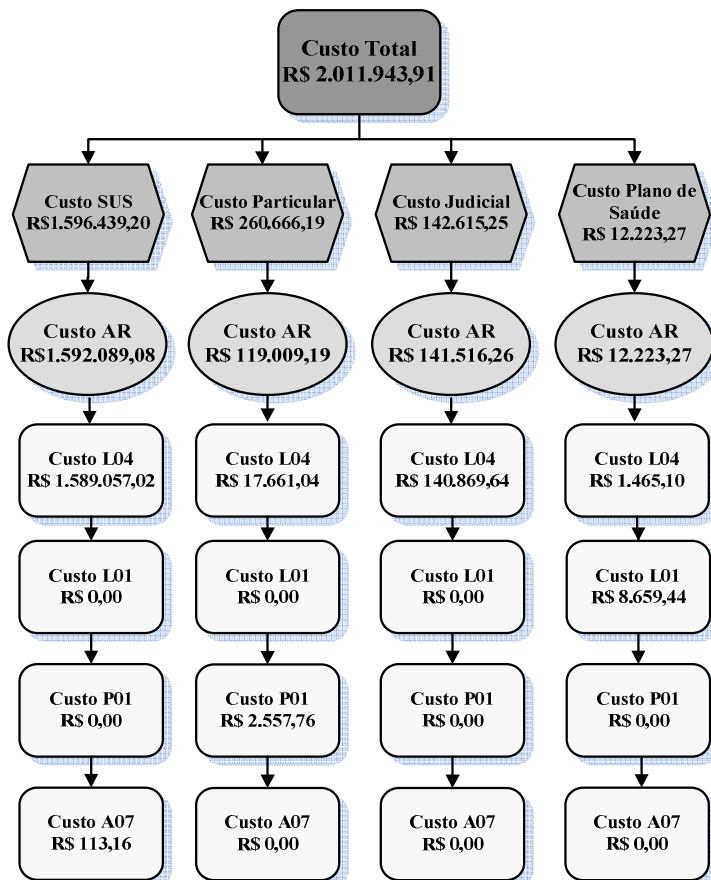 Custo Total
R$ 2.011.943,91
Custo SUS
R$1.596.439,20
Custo Particular
R$ 260.666,19
Custo Judicial
R$ 142.615,25
Custo Plano de
Saúde
R$ 12.223,27
Custo AR
R$1.592.089,08
Custo AR
R$ 119.009,19
Custo AR
R$ 141.516,26
Custo AR
R$ 12.223,27
Custo L04
R$ 1.589.057,02
Custo L04
R$ 17.661,04
Custo L04
R$ 140.869,64
Custo L04
R$ 1.465,10
Custo L01
R$ 0,00
Custo L01
R$ 0,00
Custo L01
R$ 0,00
Custo L01
R$ 8.659,44
Custo P01
R$ 0,00
Custo P01
R$ 2.557,76
Custo P01
R$ 0,00
Custo P01
R$ 0,00
Custo A07
R$ 113,16
Custo A07
R$ 0,00
Custo A07
R$ 0,00
Custo A07
R$ 0,00